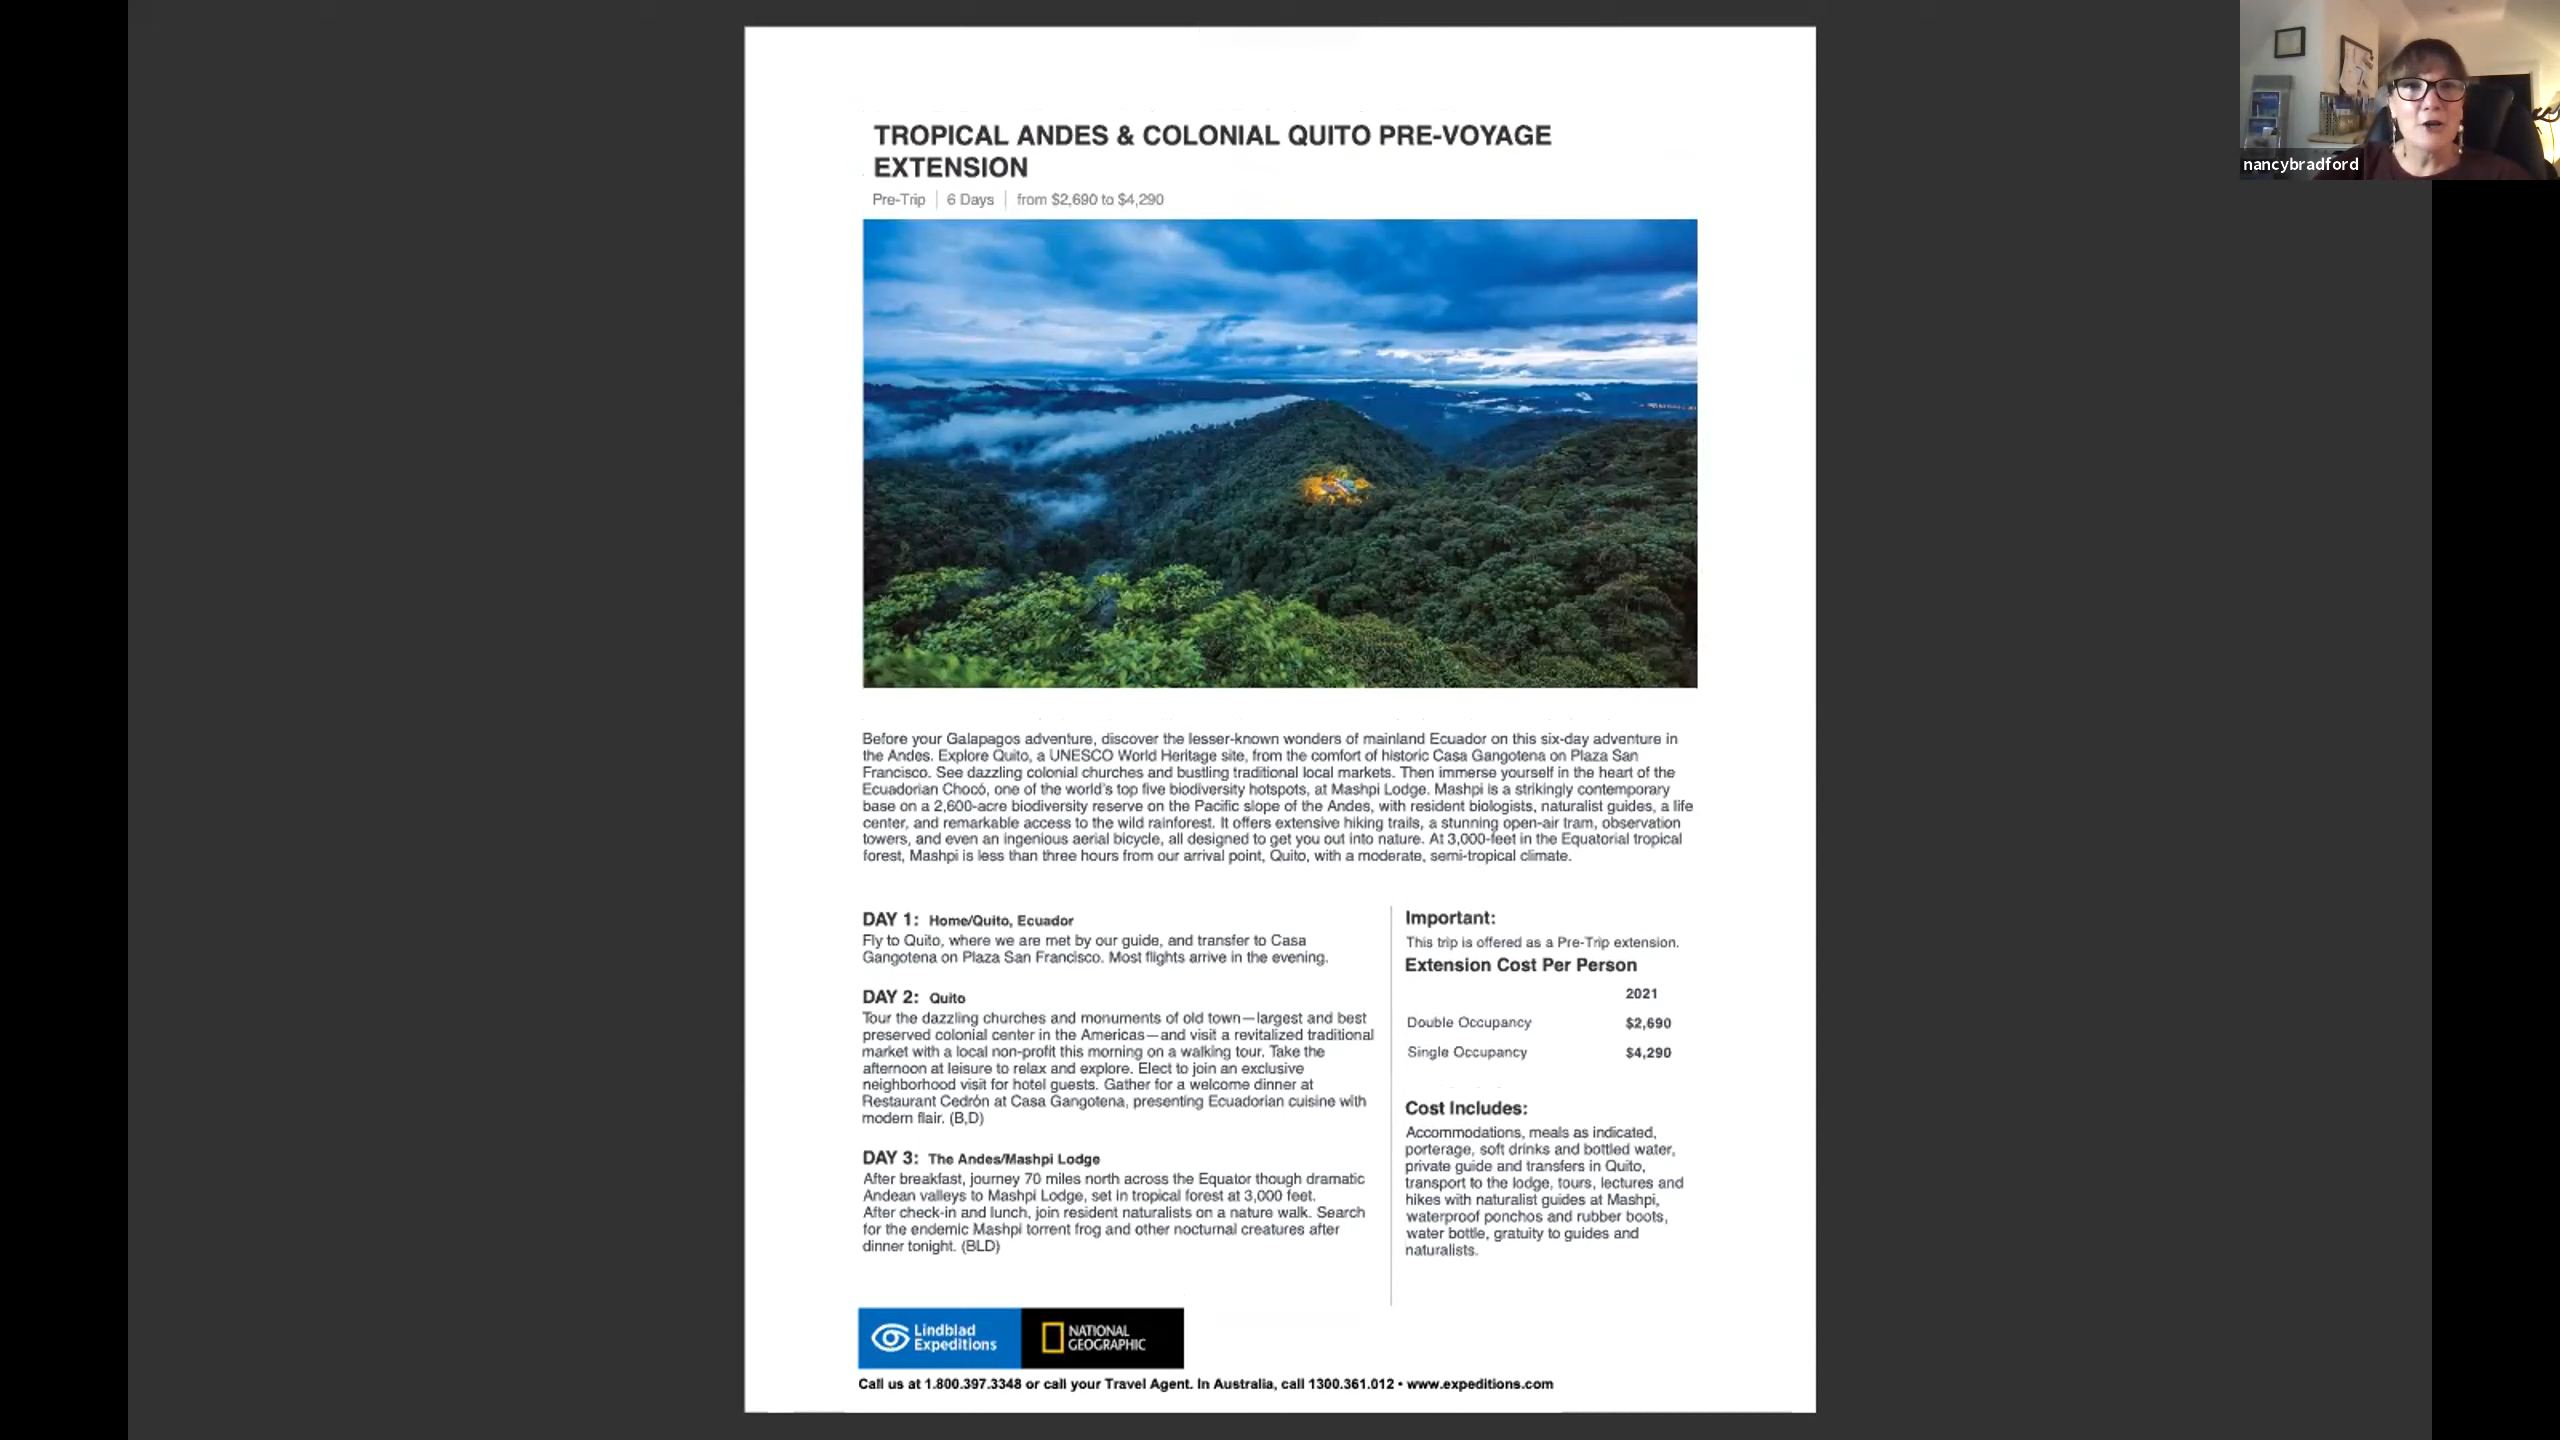 TROPICAL ANDES & COLONIAL QUITO PRE-VOYAGE
EXTENSION
Pre-Trip | 6 Days | from $2,690 to $4,290
nancybradford
Before your Galapagos adventure, discover the lesser-known wonders of mainland Ecuador on this six-day adventure in
the Andes. Explore Quito, a UNESCO World Heritage site, from the comfort of historic Casa Gangotena on Plaza San
Francisco. See dazzling colonial churches and bustling traditional local markets. Then immerse yourself in the heart of the
Ecuadorian Chocó, one of the world's top five biodiversity hotspots, at Mashpi Lodge. Mashpi is a strikingly contemporary
base on a 2,600-acre biodiversity reserve on the Pacific slope of the Andes, with resident biologists, naturalist guides, a life
center, and remarkable access to the wild rainforest. It offers extensive hiking trails, a stunning open-air tram, observation
towers, and even an ingenious aerial bicycle, all designed to get you out into nature. At 3,000-feet in the Equatorial tropical
forest, Mashpi is less than three hours from our arrival point, Quito, with a moderate, semi-tropical climate.
DAY 1: Home/Quito, Ecuador
Fly to Quito, where we are met by our guide, and transfer to Casa
Gangotena on Plaza San Francisco. Most flights arrive in the evening.
DAY 2: Quito
Tour the dazzling churches and monuments of old town—largest and best
preserved colonial center in the Americas—and visit a revitalized traditional
market with a local non-profit this morning on a walking tour. Take the
afternoon at leisure to relax and explore. Elect to join an exclusive
neighborhood visit for hotel guests. Gather for a welcome dinner at
Restaurant Cedrón at Casa Gangotena, presenting Ecuadorian cuisine with
modern flair. (B,D)
DAY 3: The Andes/Mashpi Lodge
After breakfast, journey 70 miles north across the Equator though dramatic
Andean valleys to Mashpi Lodge, set in tropical forest at 3,000 feet.
After check-in and lunch, join resident naturalists on a nature walk. Search
for the endemic Mashpi torrent frog and other nocturnal creatures after
dinner tonight. (BLD)
Important:
This trip is offered as a Pre-Trip extension.
Extension Cost Per Person
2021
Double Occupancy $2,690
Single Occupancy $4,290
Cost Includes:
Accommodations, meals as indicated,
porterage, soft drinks and bottled water,
private guide and transfers in Quito,
transport to the lodge, tours, lectures and
hikes with naturalist guides at Mashpi,
waterproof ponchos and rubber boots,
water bottle, gratuity to guides and
naturalists.
Lindblad
Expeditions
NATIONAL
GEOGRAPHIC
Call us at 1.800.397.3348 or call your Travel Agent. In Australia, call 1300.361.012 • www.expeditions.com